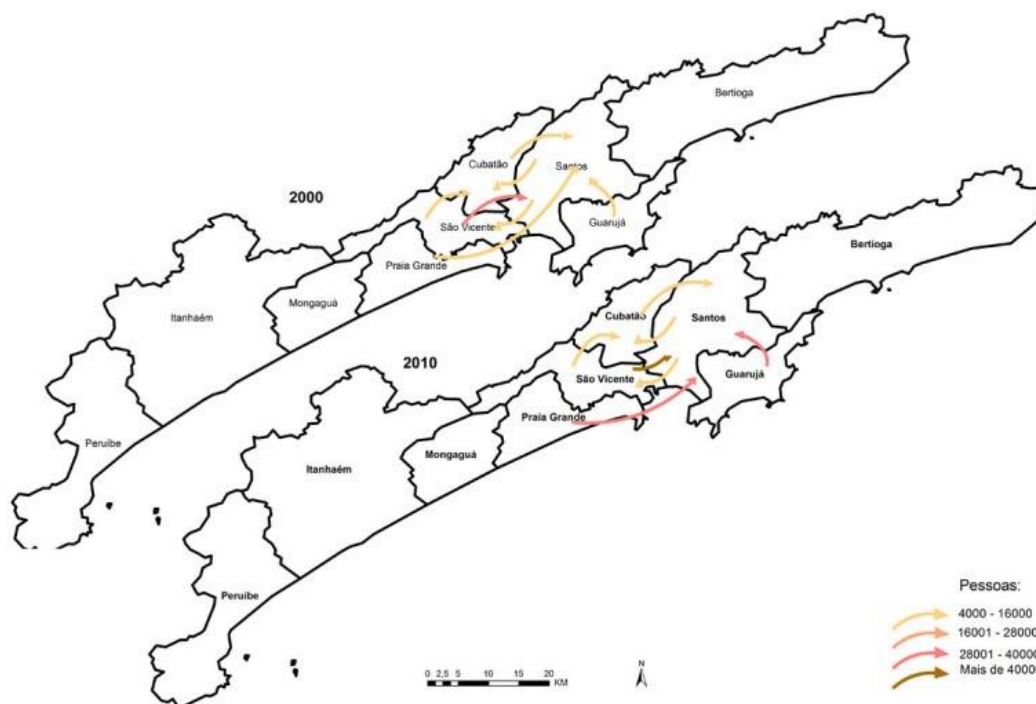 2000
Bertioga
Cubatão
Santos
São Vicente
Guarujá
Praia Grande
Mongaguá
Itanhaém
Peruíbe
2010
Bertioga
Cubatão
Santos
São Vicente
Guarujá
Praia Grande
Mongaguá
Itanhaém
Peruíbe
Pessoas:
4000 - 16000
16001 - 28000
28001 - 40000
Mais de 40000
0 2,5 5 10 15 20
KM
N